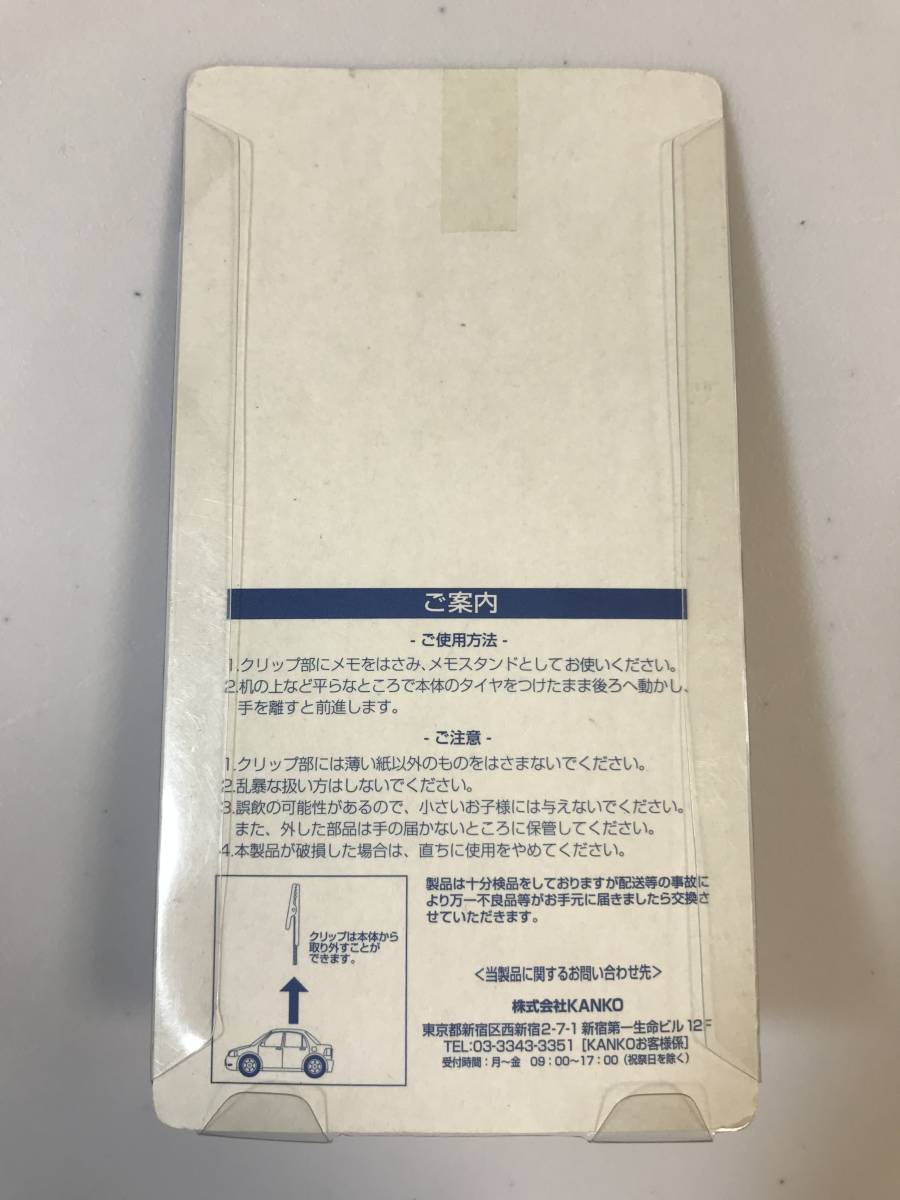 ご案内
- ご使用方法 -
1.クリップ部にメモをはさみ、メモスタンドとしてお使いください。
2.机の上など平らなところで本体のタイヤをつけたまま後ろへ動かし、
手を離すと前進します。
- ご注意 -
1.クリップ部には薄い紙以外のものをはさまないでください。
2.乱暴な扱い方はしないでください。
3.誤飲の可能性があるので、小さいお子様には与えないでください。
また、外した部品は手の届かないところに保管してください。
4.本製品が破損した場合は、直ちに使用をやめてください。
クリップは本体から
取り外すことが
できます。
製品は十分検品をしておりますが配送等の事故に
より万一不良品等がお手元に届きましたら交換さ
せていただきます。
<当製品に関するお問い合わせ先>
株式会社KANKO
東京都新宿区西新宿2-7-1 新宿第一生命ビル 12F
TEL:03-3343-3351 [KANKOお客様係]
受付時間:月〜金 09:00〜17:00 (祝祭日を除く)